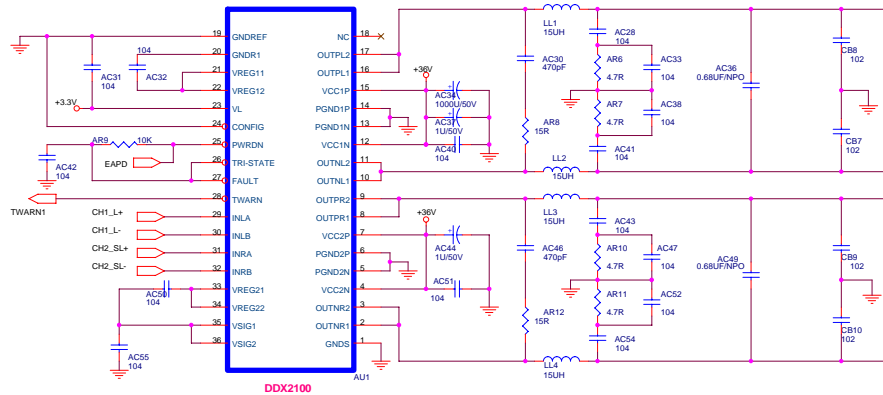 19 GNDREF
20 GNDR1
21 VREG11
22 VREG12
23 VL
24 CONFIG
25 PWRDN
26 TRI-STATE
27 FAULT
28 TWARN
29 INLA
30 INLB
31 INRA
32 INRB
33 VREG21
34 VREG22
35 VSIG1
36 VSIG2
NC 18
OUTPL2 17
OUTPL1 16
VCC1P 15
PGND1P 14
PGND1N 13
VCC1N 12
OUTNL2 11
OUTNL1 10
OUTPR2 9
OUTPR1 8
VCC2P 7
PGND2P 6
PGND2N 5
VCC2N 4
OUTNR2 3
OUTNR1 2
GNDS 1
AU1
DDX2100
AC31
104
104
AC32
+3.3V
AR9 10K
AC42
104
EAPD
TWARN1
CH1_L+
CH1_L-
CH2_SL+
CH2_SL-
AC50
104
AC55
104
+36V
AC34
1000U/50V
AC37
1U/50V
AC40
104
+36V
AC44
1U/50V
AC51
104
LL1
15UH
AC30
470pF
AR8
15R
LL2
15UH
AC28
104
AR6
4.7R
AC33
104
AR7
4.7R
AC38
104
AC41
104
AC36
0.68UF/NPO
CB8
102
CB7
102
LL3
15UH
AC46
470pF
AR12
15R
LL4
15UH
AC43
104
AR10
4.7R
AC47
104
AR11
4.7R
AC52
104
AC54
104
AC49
0.68UF/NPO
CB9
102
CB10
102